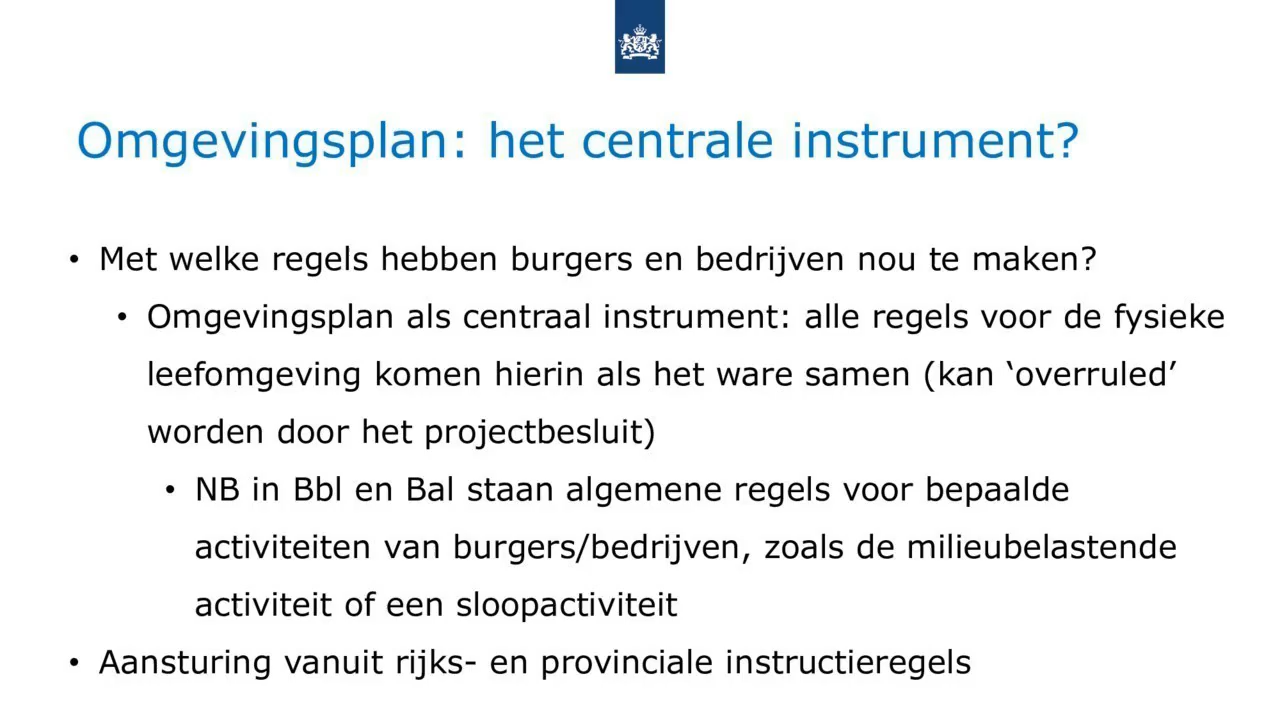 Omgevingsplan: het centrale instrument?
• Met welke regels hebben burgers en bedrijven nou te maken?
• Omgevingsplan als centraal instrument: alle regels voor de fysieke
leefomgeving komen hierin als het ware samen (kan ‘overruled’
worden door het projectbesluit)
• NB in Bbl en Bal staan algemene regels voor bepaalde
activiteiten van burgers/bedrijven, zoals de milieubelastende
activiteit of een sloopactiviteit
• Aansturing vanuit rijks- en provinciale instructieregels